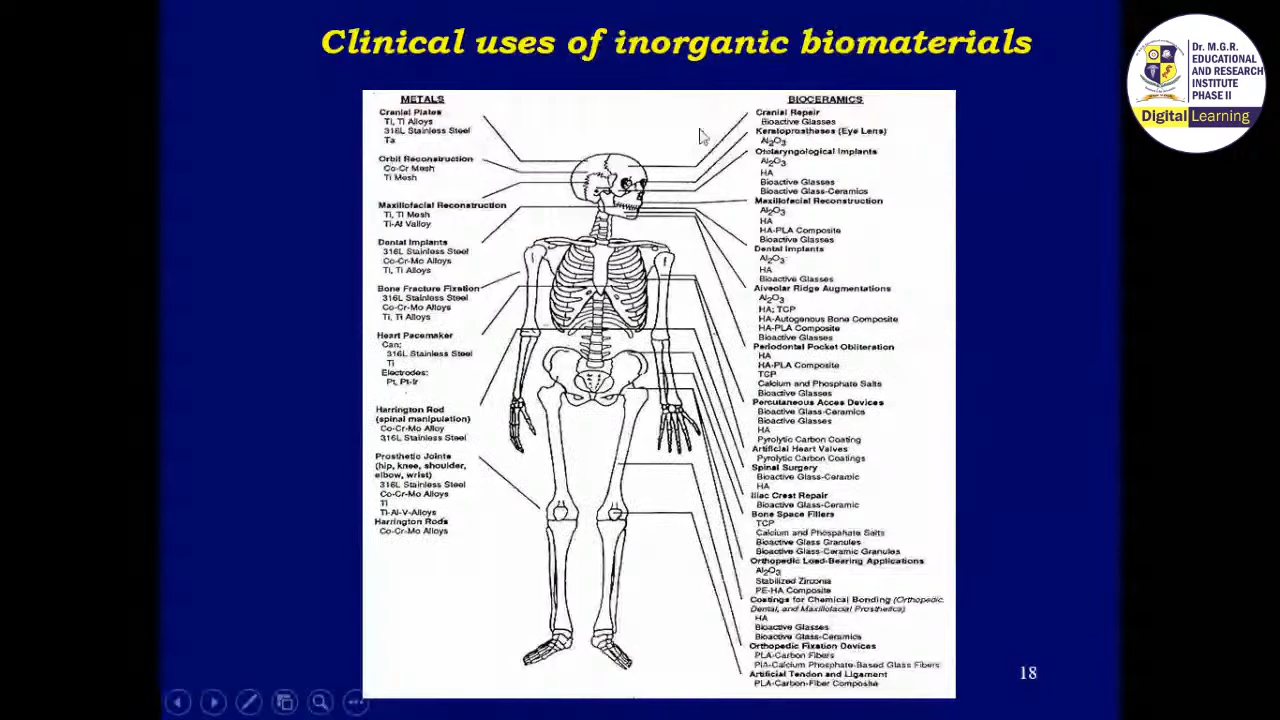 Clinical uses of inorganic biomaterials
Dr. M.G.R.
EDUCATIONAL
AND RESEARCH
INSTITUTE
PHASE II
Digital Learning
METALS
Cranial Plates
Ti, Ti Alloys
316L Stainless Steel
Ta
Orbit Reconstruction
Co-Cr Mesh
Ti Mesh
Maxillofacial Reconstruction
Ti, Ti Mesh
Ti-Al Valloy
Dental Implants
316L Stainless Steel
Co-Cr-Mo Alloys
Ti, Ti Alloys
Bone Fracture Fixation
316L Stainless Steel
Co-Cr-Mo Alloys
Ti, Ti Alloys
Heart Pacemaker
Can:
316L Stainless Steel
Ti
Electrodes:
Pt, Pt-Ir
Harrington Rod
(spinal manipulation)
Co-Cr-Mo Alloy
316L Stainless Steel
Prosthetic Joints
(hip, knee, shoulder,
elbow, wrist)
316L Stainless Steel
Co-Cr-Mo Alloys
Ti
Ti-Al-V-Alloys
Harrington Rods
Co-Cr-Mo Alloys
BIOCERAMICS
Cranial Repair
Bioactive Glasses
Keratoprostheses (Eye Lens)
Al2O3
Otolaryngological Implants
Al2O3
HA
Bioactive Glasses
Bioactive Glass-Ceramics
Maxillofacial Reconstruction
Al2O3
HA
HA-PLA Composite
Bioactive Glasses
Dental Implants
Al2O3
HA
Bioactive Glasses
Alveolar Ridge Augmentations
Al2O3
HA; TCP
HA-Autogenous Bone Composite
HA-PLA Composite
Bioactive Glasses
Periodontal Pocket Obliteration
HA
HA-PLA Composite
TCP
Calcium and Phosphate Salts
Bioactive Glasses
Percutaneous Acces Devices
Bioactive Glass-Ceramics
Bioactive Glasses
HA
Pyrolytic Carbon Coating
Artificial Heart Valves
Pyrolytic Carbon Coatings
Spinal Surgery
Bioactive Glass-Ceramic
HA
Iliac Crest Repair
Bioactive Glass-Ceramic
Bone Space Fillers
TCP
Calcium and Phospahate Salts
Bioactive Glass Granules
Bioactive Glass-Ceramic Granules
Orthopedic Load-Bearing Applications
Al2O3
Stabilized Zirconia
PE-HA Composite
Coatings for Chemical Bonding (Orthopedic,
Dental, and Maxillofacial Prosthetics)
HA
Bioactive Glasses
Bioactive Glass-Ceramics
Orthopedic Fixation Devices
PLA-Carbon Fibers
PlA-Calcium Phosphate-Based Glass Fibers
Artificial Tendon and Ligament
PLA-Carbon-Fiber Composite
18